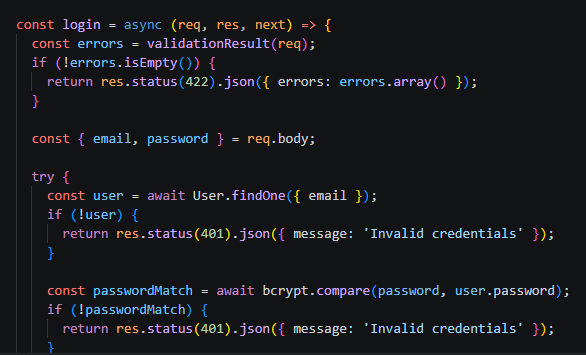 const login = async (req, res, next) => {
const errors = validationResult(req);
if (!errors.isEmpty()) {
return res.status(422).json({ errors: errors.array() });
}
const { email, password } = req.body;
try {
const user = await User.findOne({ email });
if (!user) {
return res.status(401).json({ message: 'Invalid credentials' });
}
const passwordMatch = await bcrypt.compare(password, user.password);
if (!passwordMatch) {
return res.status(401).json({ message: 'Invalid credentials' });
}